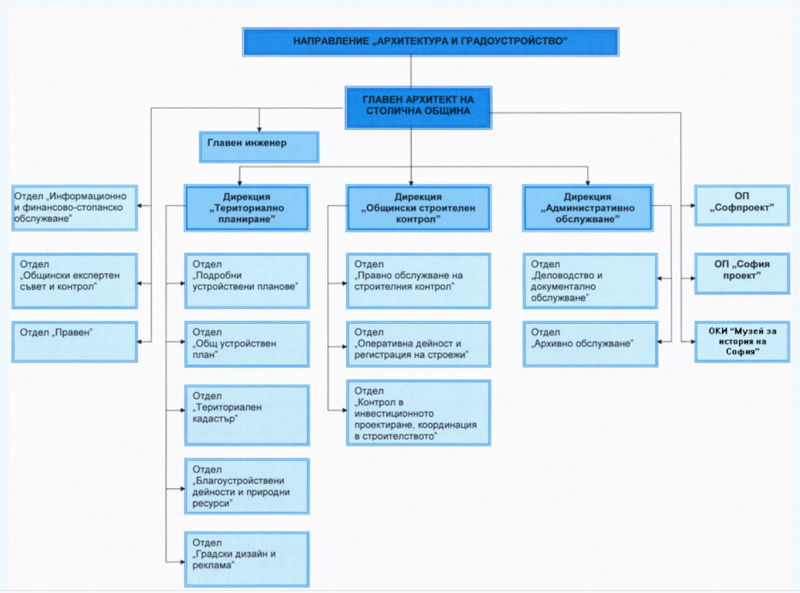 НАПРАВЛЕНИЕ „АРХИТЕКТУРА И ГРАДОУСТРОЙСТВО”
ГЛАВЕН АРХИТЕКТ НА
СТОЛИЧНА ОБЩИНА
Главен инженер
Отдел „Информационно
и финансово-стопанско
обслужване”
Отдел
„Общински експертен
съвет и контрол”
Отдел „Правен”
Дирекция
„Териториално
планиране”
Отдел
„Подробни
устройствени планове”
Отдел
„Общ устройствен
план”
Отдел
„Териториален
кадастър”
Отдел
„Благоустройствени
дейности и природни
ресурси”
Отдел
„Градски дизайн и
реклама”
Дирекция
„Общински строителен
контрол”
Отдел
„Правно обслужване на
строителния контрол”
Отдел
„Оперативна дейност и
регистрация на строежи”
Отдел
„Контрол в
инвестиционното
проектиране, координация
в строителството”
Дирекция
„Административно
обслужване”
Отдел
„Деловодство и
документално
обслужване”
Отдел
„Архивно обслужване”
ОП
„Софпроект”
ОП „София
проект”
ОКИ “Музей за
история на
София”